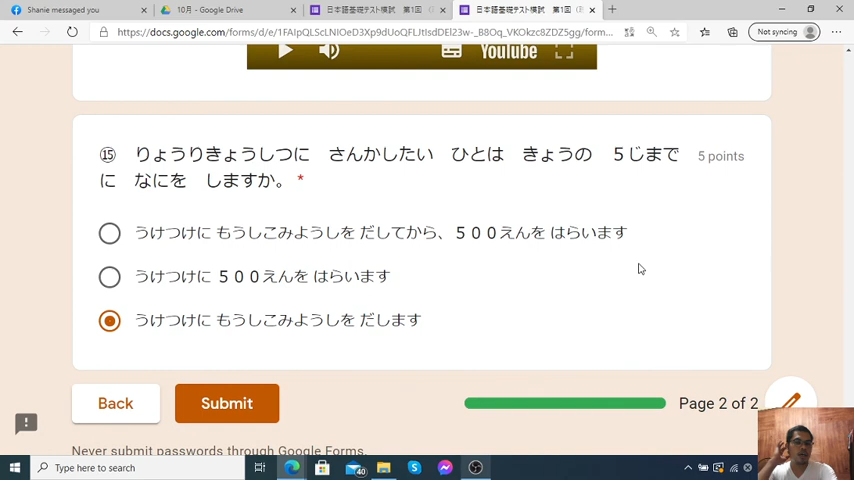 Shanie messaged you
10月 - Google Drive
日本語基礎テスト模試 第1回 (
日本語基礎テスト模試 第1回 (
https://docs.google.com/forms/d/e/1FAIpQLScLNIOeD3Xp9dUoQFLJtIsdDEl23w-_B8Oq_VKOkzc8ZDZ5gg/form...
Not syncing
YouTube
⑮ りょうりきょうしつに さんかしたい ひとは きょうの 5じまで
に なにを しますか。 *
5 points
うけつけに もうしこみようしを だしてから、500えんを はらいます
うけつけに 500えんを はらいます
うけつけに もうしこみようしを だします
Back
Submit
Page 2 of 2
Never submit passwords through Google Forms.
Type here to search
40